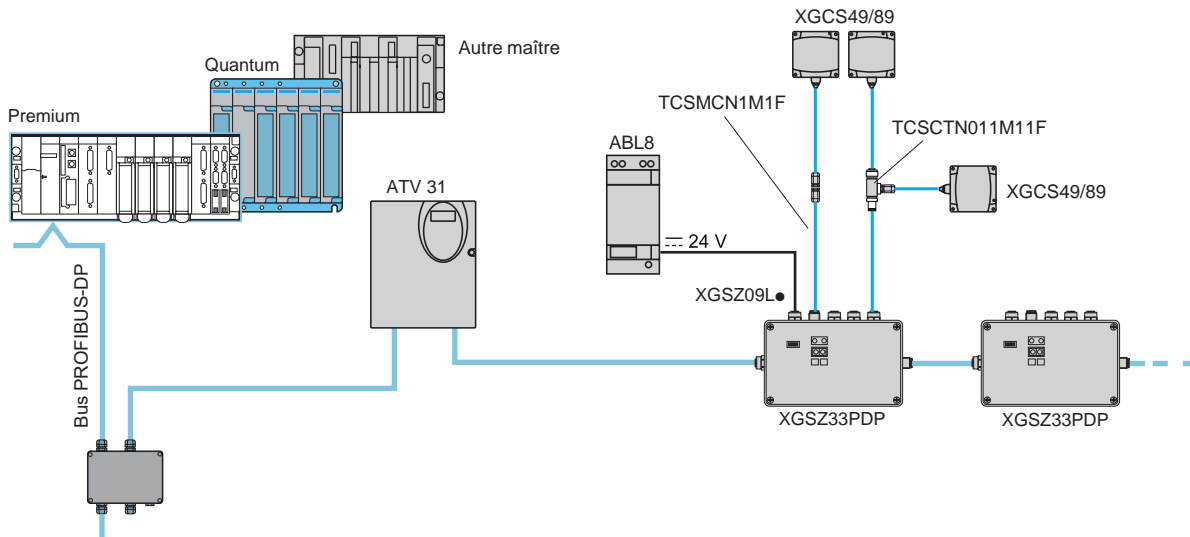 XGCS49/89
Autre maître
Quantum
TCSMCN1M1F
Premium
TCSCTN011M11F
ABL8
ATV 31
XGCS49/89
24 V
Bus PROFIBUS-DP
XGSZ09L●
XGSZ33PDP
XGSZ33PDP